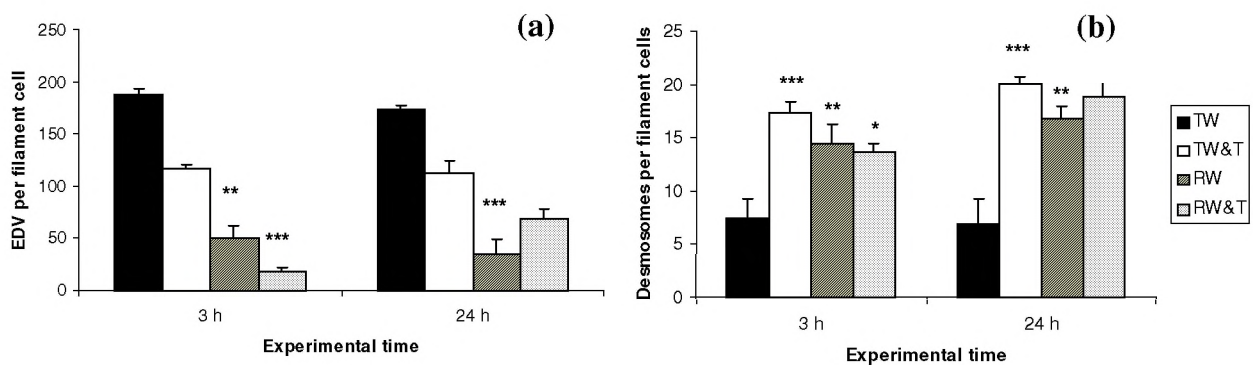 (a)
EDV per filament cell
250
200
150
100
50
0
**
***
***
3 h
24 h
Experimental time
(b)
Desmosomes per filament cells
25
20
15
10
5
0
***
**
*
***
**
3 h
24 h
Experimental time
TW
TW&T
RW
RW&T